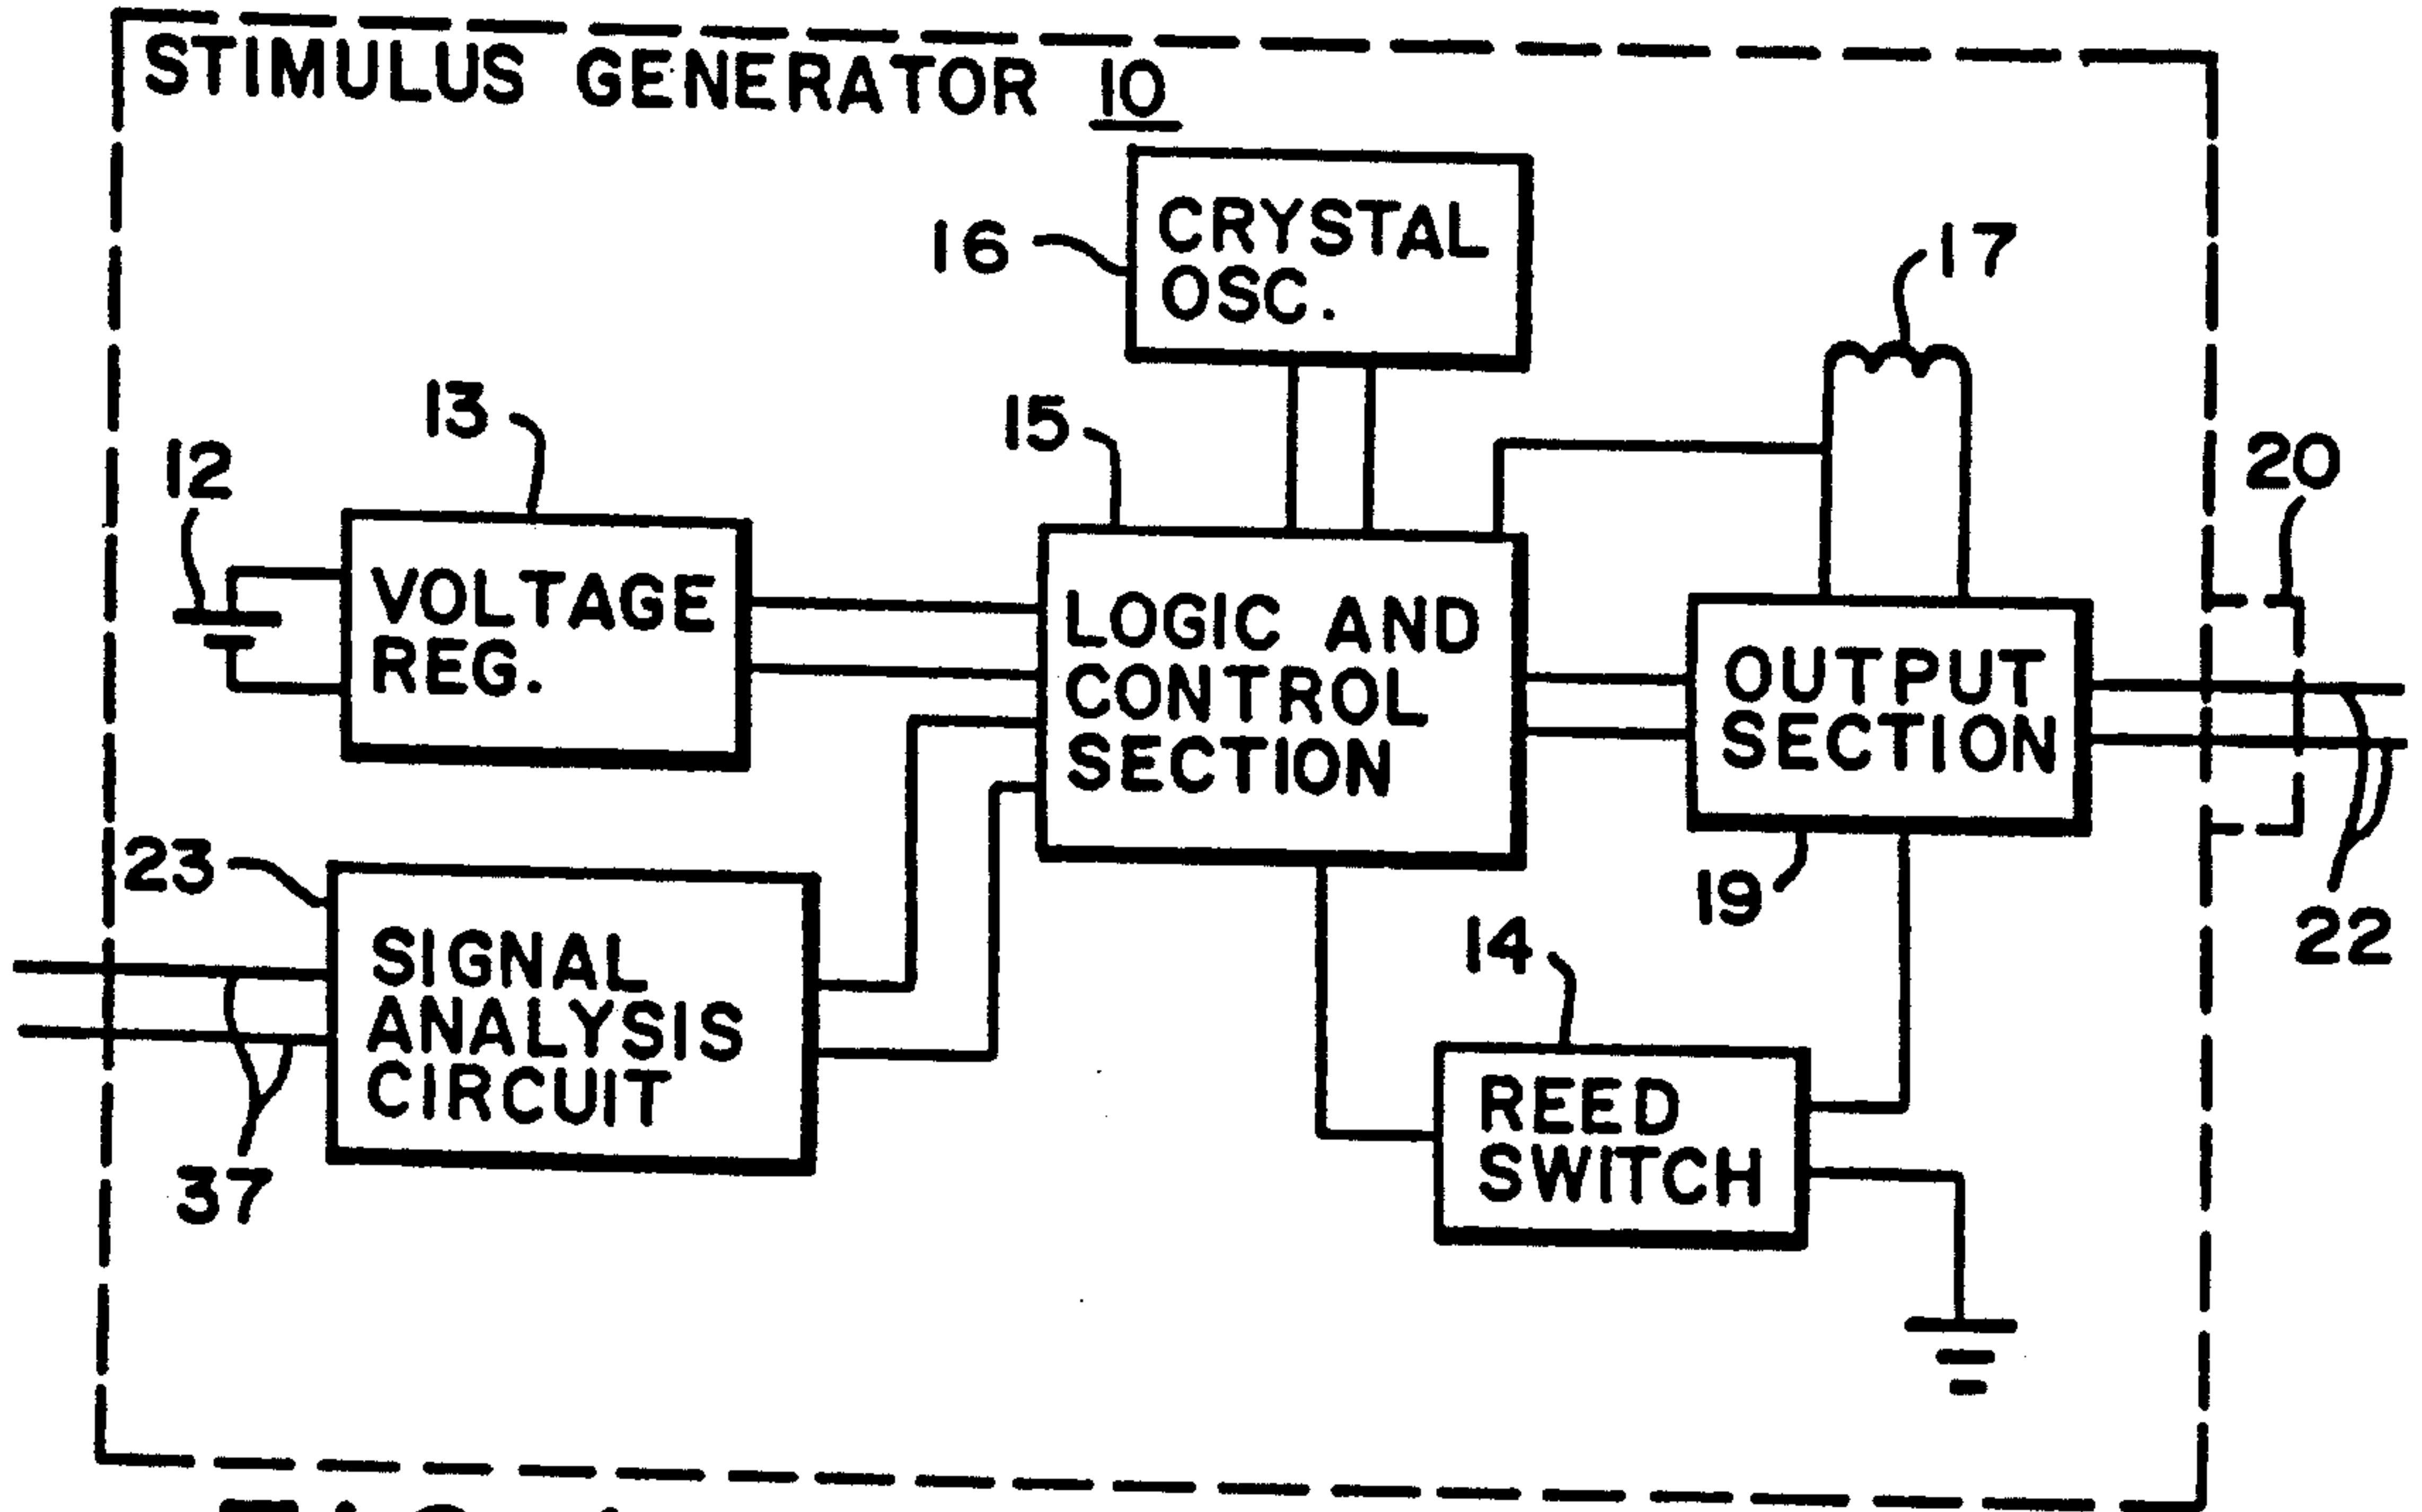 STIMULUS GENERATOR 10
16
CRYSTAL
OSC.
17
13
15
12
20
VOLTAGE
REG.
LOGIC AND
CONTROL
SECTION
OUTPUT
SECTION
23
19
22
14
SIGNAL
ANALYSIS
CIRCUIT
REED
SWITCH
37